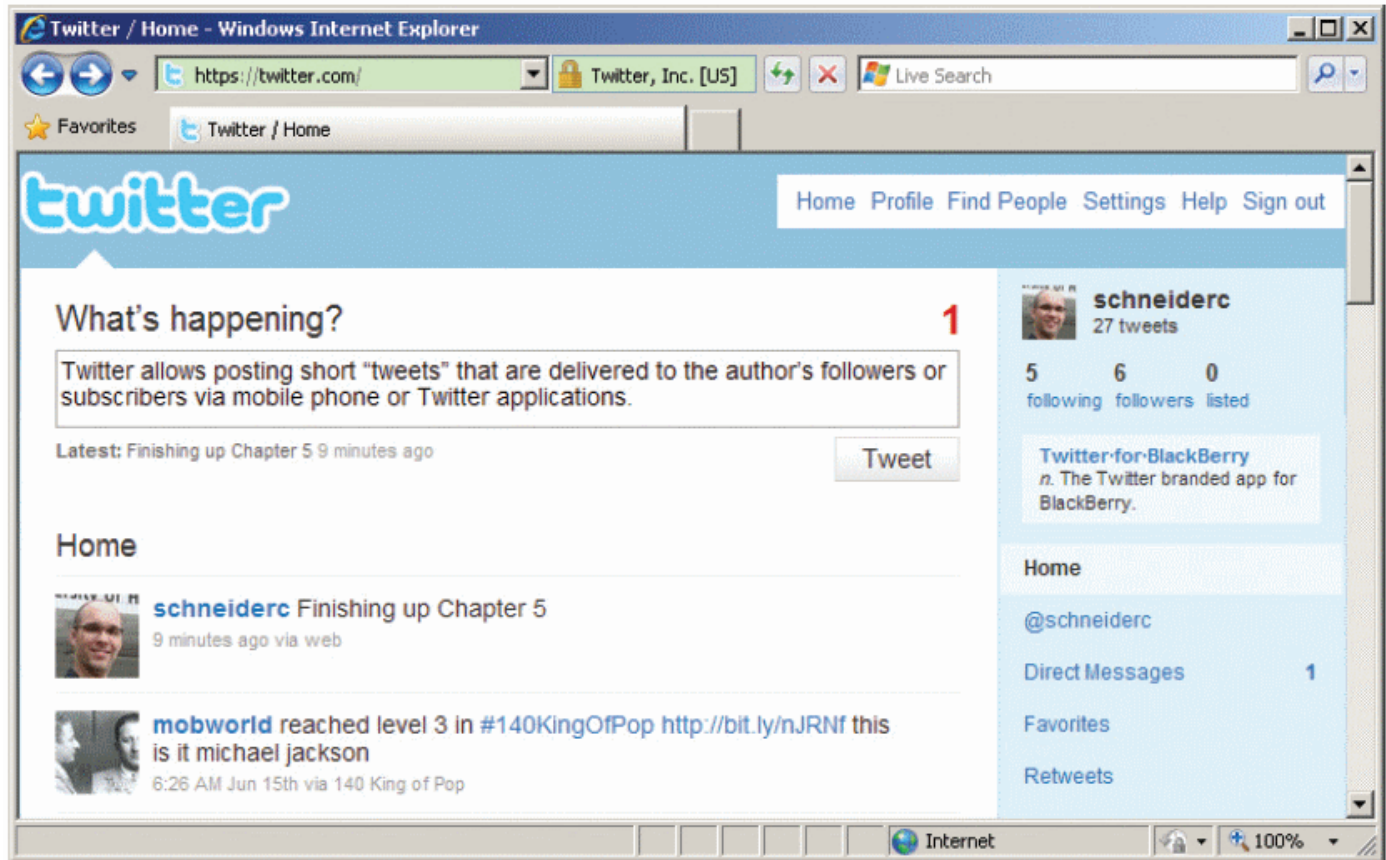 Twitter / Home - Windows Internet Explorer
https://twitter.com/ Twitter, Inc. [US] Live Search
Favorites Twitter / Home
twitter
Home Profile Find People Settings Help Sign out
What's happening? 1
Twitter allows posting short “tweets” that are delivered to the author's followers or
subscribers via mobile phone or Twitter applications.
Latest: Finishing up Chapter 5 9 minutes ago
Tweet
Home
schneiderc Finishing up Chapter 5
9 minutes ago via web
mobworld reached level 3 in #140KingOfPop http://bit.ly/nJRNf this
is it michael jackson
6:26 AM Jun 15th via 140 King of Pop
schneiderc
27 tweets
5 6 0
following followers listed
Twitter·for·BlackBerry
n. The Twitter branded app for
BlackBerry.
Home
@schneiderc
Direct Messages 1
Favorites
Retweets
Internet 100%